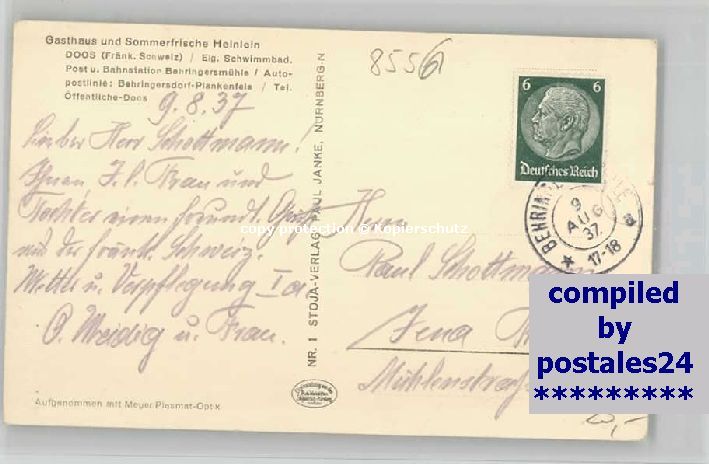 Gasthaus und Sommerfrische Heinlein
DOOS (Fränk. Schweiz) / Eig. Schwimmbad.
Post u. Bahnstation Behringersmühle / Auto-
postlinie: Behringersdorf-Plankenfels / Tel.
Öffentliche-Doos
9.8.37
Lieber Herr Schottmann!
Ihnen, I. l. Frau und
Tochter einen freundl. Gruß
aus der fränk. Schweiz.
Wetter u. Verpflegung Ia.
O. Weidig u. Frau.
Aufgenommen mit Meyer Plasmat-Optik
NR. 1 STOJA-VERLAG PAUL JANKE, NÜRNBERG N
8556
6 6
Deutsches Reich
9
AUG
37
17-18
Herrn
Paul Schottmann
Jena
Mühlenstraße
copy protection Kopierschutz
compiled
by
postales24
*********